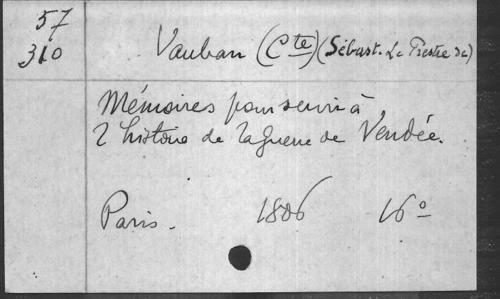 57
310
Vauban (Cte) (Sébast. Le Prestre de)
Mémoires pour servir à
l'histoire de la guerre de Vendée.
Paris. 1806 16º